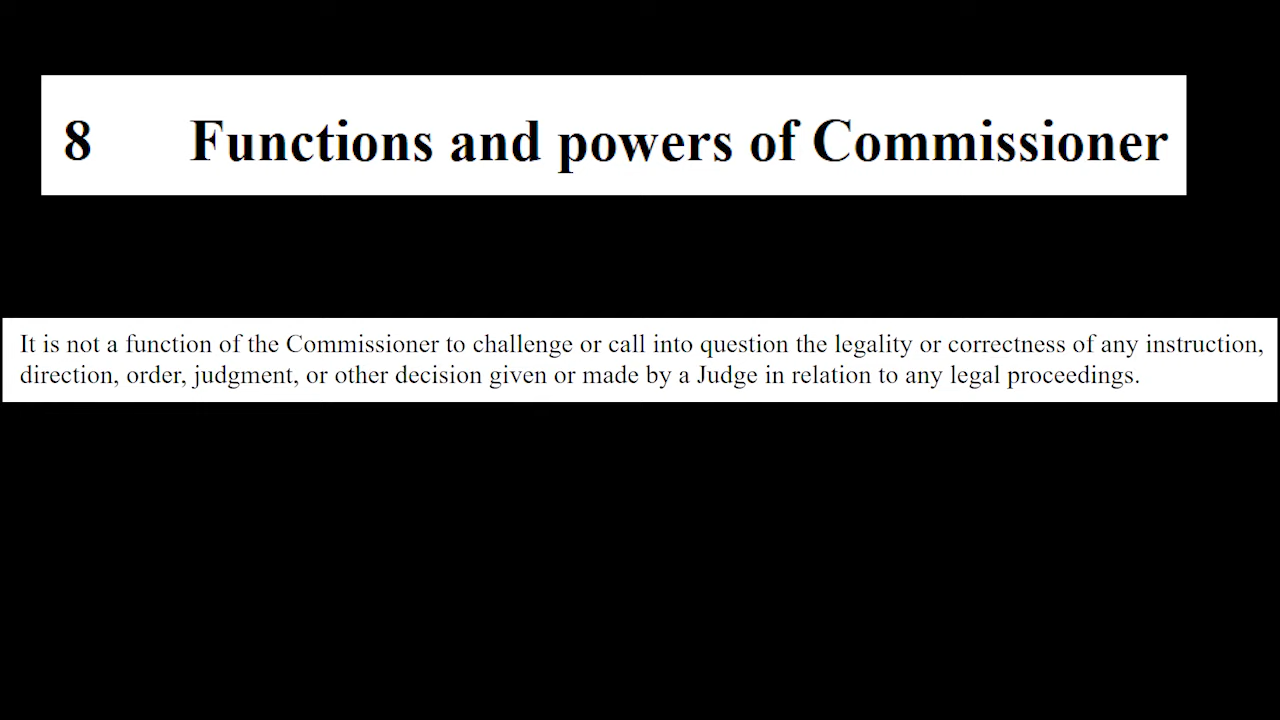 8 Functions and powers of Commissioner
It is not a function of the Commissioner to challenge or call into question the legality or correctness of any instruction,
direction, order, judgment, or other decision given or made by a Judge in relation to any legal proceedings.